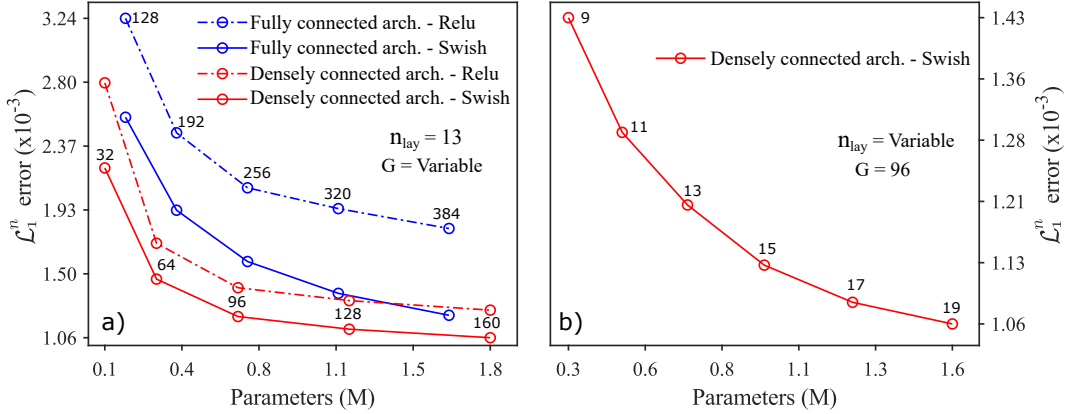 3.24
2.80
2.37
1.93
1.50
1.06
ℒ₁ⁿ error (x10⁻³)
128
192
256
320
384
32
64
96
128
160
Fully connected arch. - Relu
Fully connected arch. - Swish
Densely connected arch. - Relu
Densely connected arch. - Swish
n_lay = 13
G = Variable
a)
0.1 0.4 0.8 1.1 1.4 1.8
Parameters (M)
9
11
13
15
17
19
Densely connected arch. - Swish
n_lay = Variable
G = 96
b)
0.3 0.6 0.8 1.1 1.3 1.6
Parameters (M)
1.43
1.36
1.28
1.21
1.13
1.06
ℒ₁ⁿ error (x10⁻³)